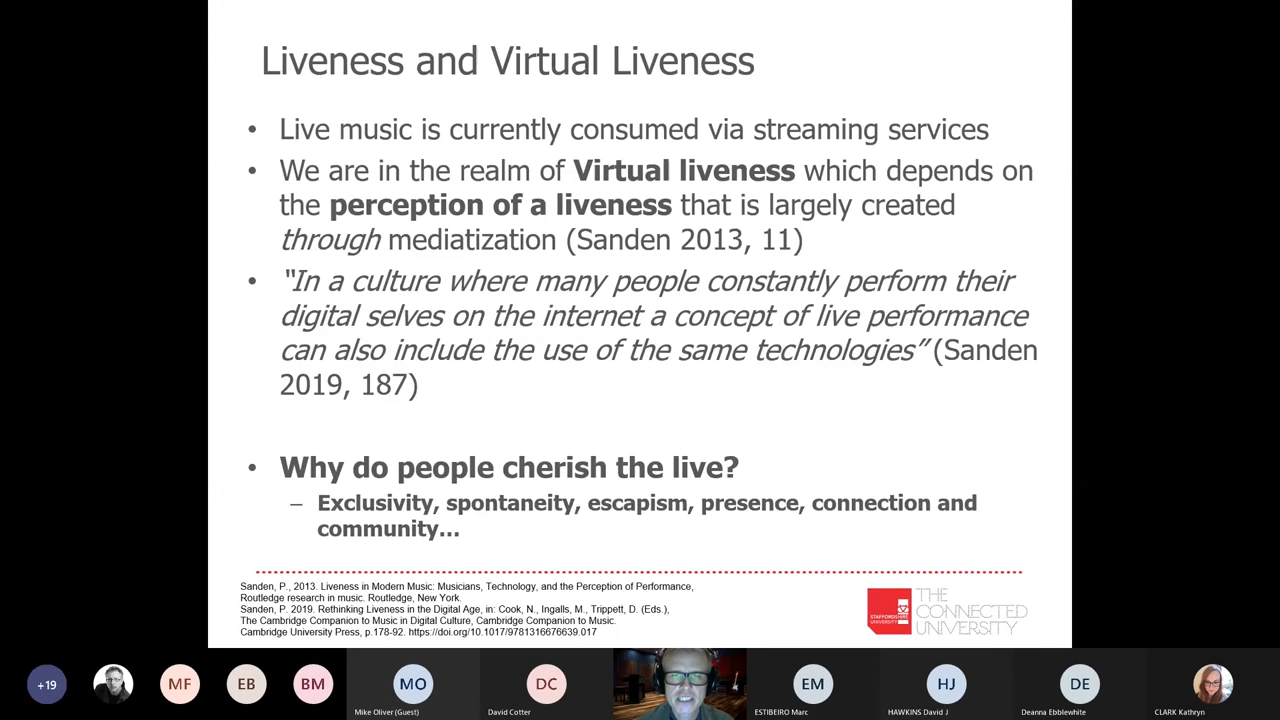 Liveness and Virtual Liveness
• Live music is currently consumed via streaming services
• We are in the realm of Virtual liveness which depends on
the perception of a liveness that is largely created
through mediatization (Sanden 2013, 11)
• “In a culture where many people constantly perform their
digital selves on the internet a concept of live performance
can also include the use of the same technologies” (Sanden
2019, 187)
• Why do people cherish the live?
– Exclusivity, spontaneity, escapism, presence, connection and
community…
Sanden, P., 2013. Liveness in Modern Music: Musicians, Technology, and the Perception of Performance,
Routledge research in music. Routledge, New York.
Sanden, P. 2019. Rethinking Liveness in the Digital Age, in: Cook, N., Ingalls, M., Trippett, D. (Eds.),
The Cambridge Companion to Music in Digital Culture, Cambridge Companion to Music.
Cambridge University Press, p.178-92. https://doi.org/10.1017/9781316676639.017
STAFFORDSHIRE
UNIVERSITY
THE
CONNECTED
UNIVERSITY
+19
MF
EB
BM
MO
DC
EM
HJ
DE
Mike Oliver (Guest)
David Cotter
ESTIBEIRO Marc
HAWKINS David J
Deanna Ebblewhite
CLARK Kathryn